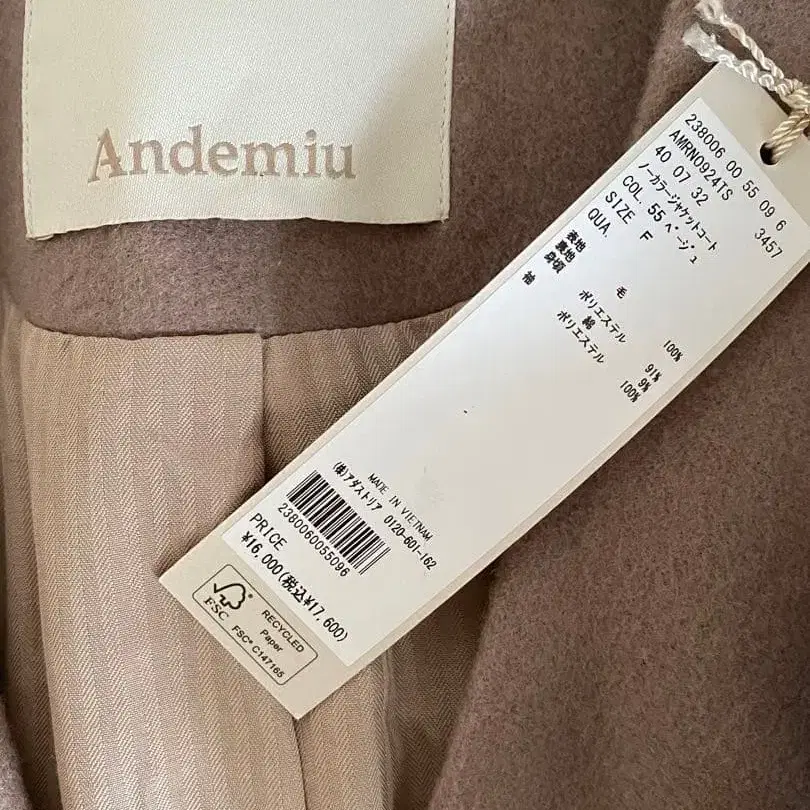 Andemiu
238006 00 55 09 6
AMRN0924TS 3457
40 07 32
ノーカラージャケットコート
COL. 55 ベージュ
SIZE F
QUA.
表地 毛 100%
裏地
身頃 ポリエステル 91%
綿 9%
袖 ポリエステル 100%
MADE IN VIETNAM
(株)アダストリア 0120-601-162
2380060055096
PRICE
¥16,000(税込¥17,600)
FSC
RECYCLED
Paper
FSC® C147165